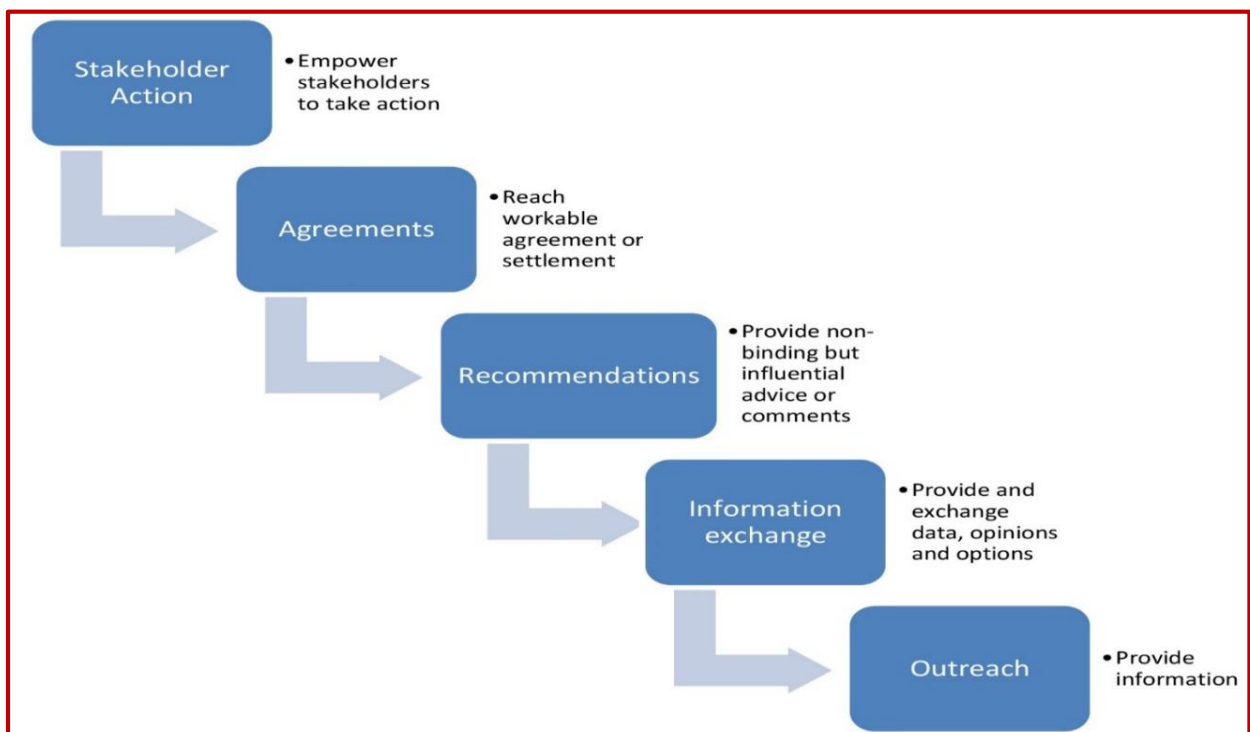 Stakeholder
Action
•Empower
stakeholders
to take action
Agreements
•Reach
workable
agreement or
settlement
Recommendations
•Provide non-
binding but
influential
advice or
comments
Information
exchange
•Provide and
exchange
data, opinions
and options
Outreach
•Provide
information